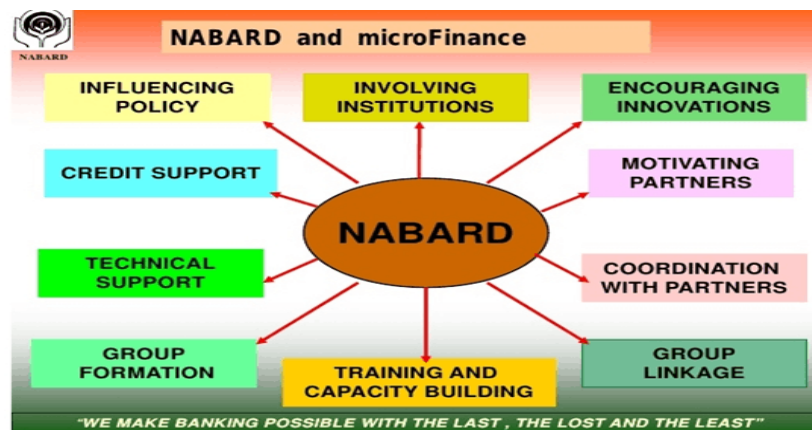 NABARD and microFinance
NABARD
INFLUENCING
POLICY
INVOLVING
INSTITUTIONS
ENCOURAGING
INNOVATIONS
CREDIT SUPPORT
MOTIVATING
PARTNERS
NABARD
TECHNICAL
SUPPORT
COORDINATION
WITH PARTNERS
GROUP
FORMATION
TRAINING AND
CAPACITY BUILDING
GROUP
LINKAGE
"WE MAKE BANKING POSSIBLE WITH THE LAST , THE LOST AND THE LEAST"